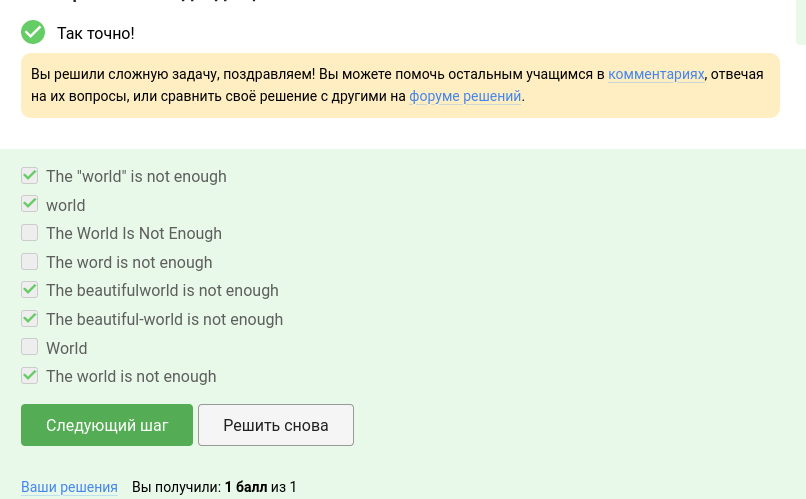 Так точно!
Вы решили сложную задачу, поздравляем! Вы можете помочь остальным учащимся в комментариях, отвечая
на их вопросы, или сравнить своё решение с другими на форуме решений.
The "world" is not enough
world
The World Is Not Enough
The word is not enough
The beautifulworld is not enough
The beautiful-world is not enough
World
The world is not enough
Следующий шаг Решить снова
Ваши решения Вы получили: 1 балл из 1